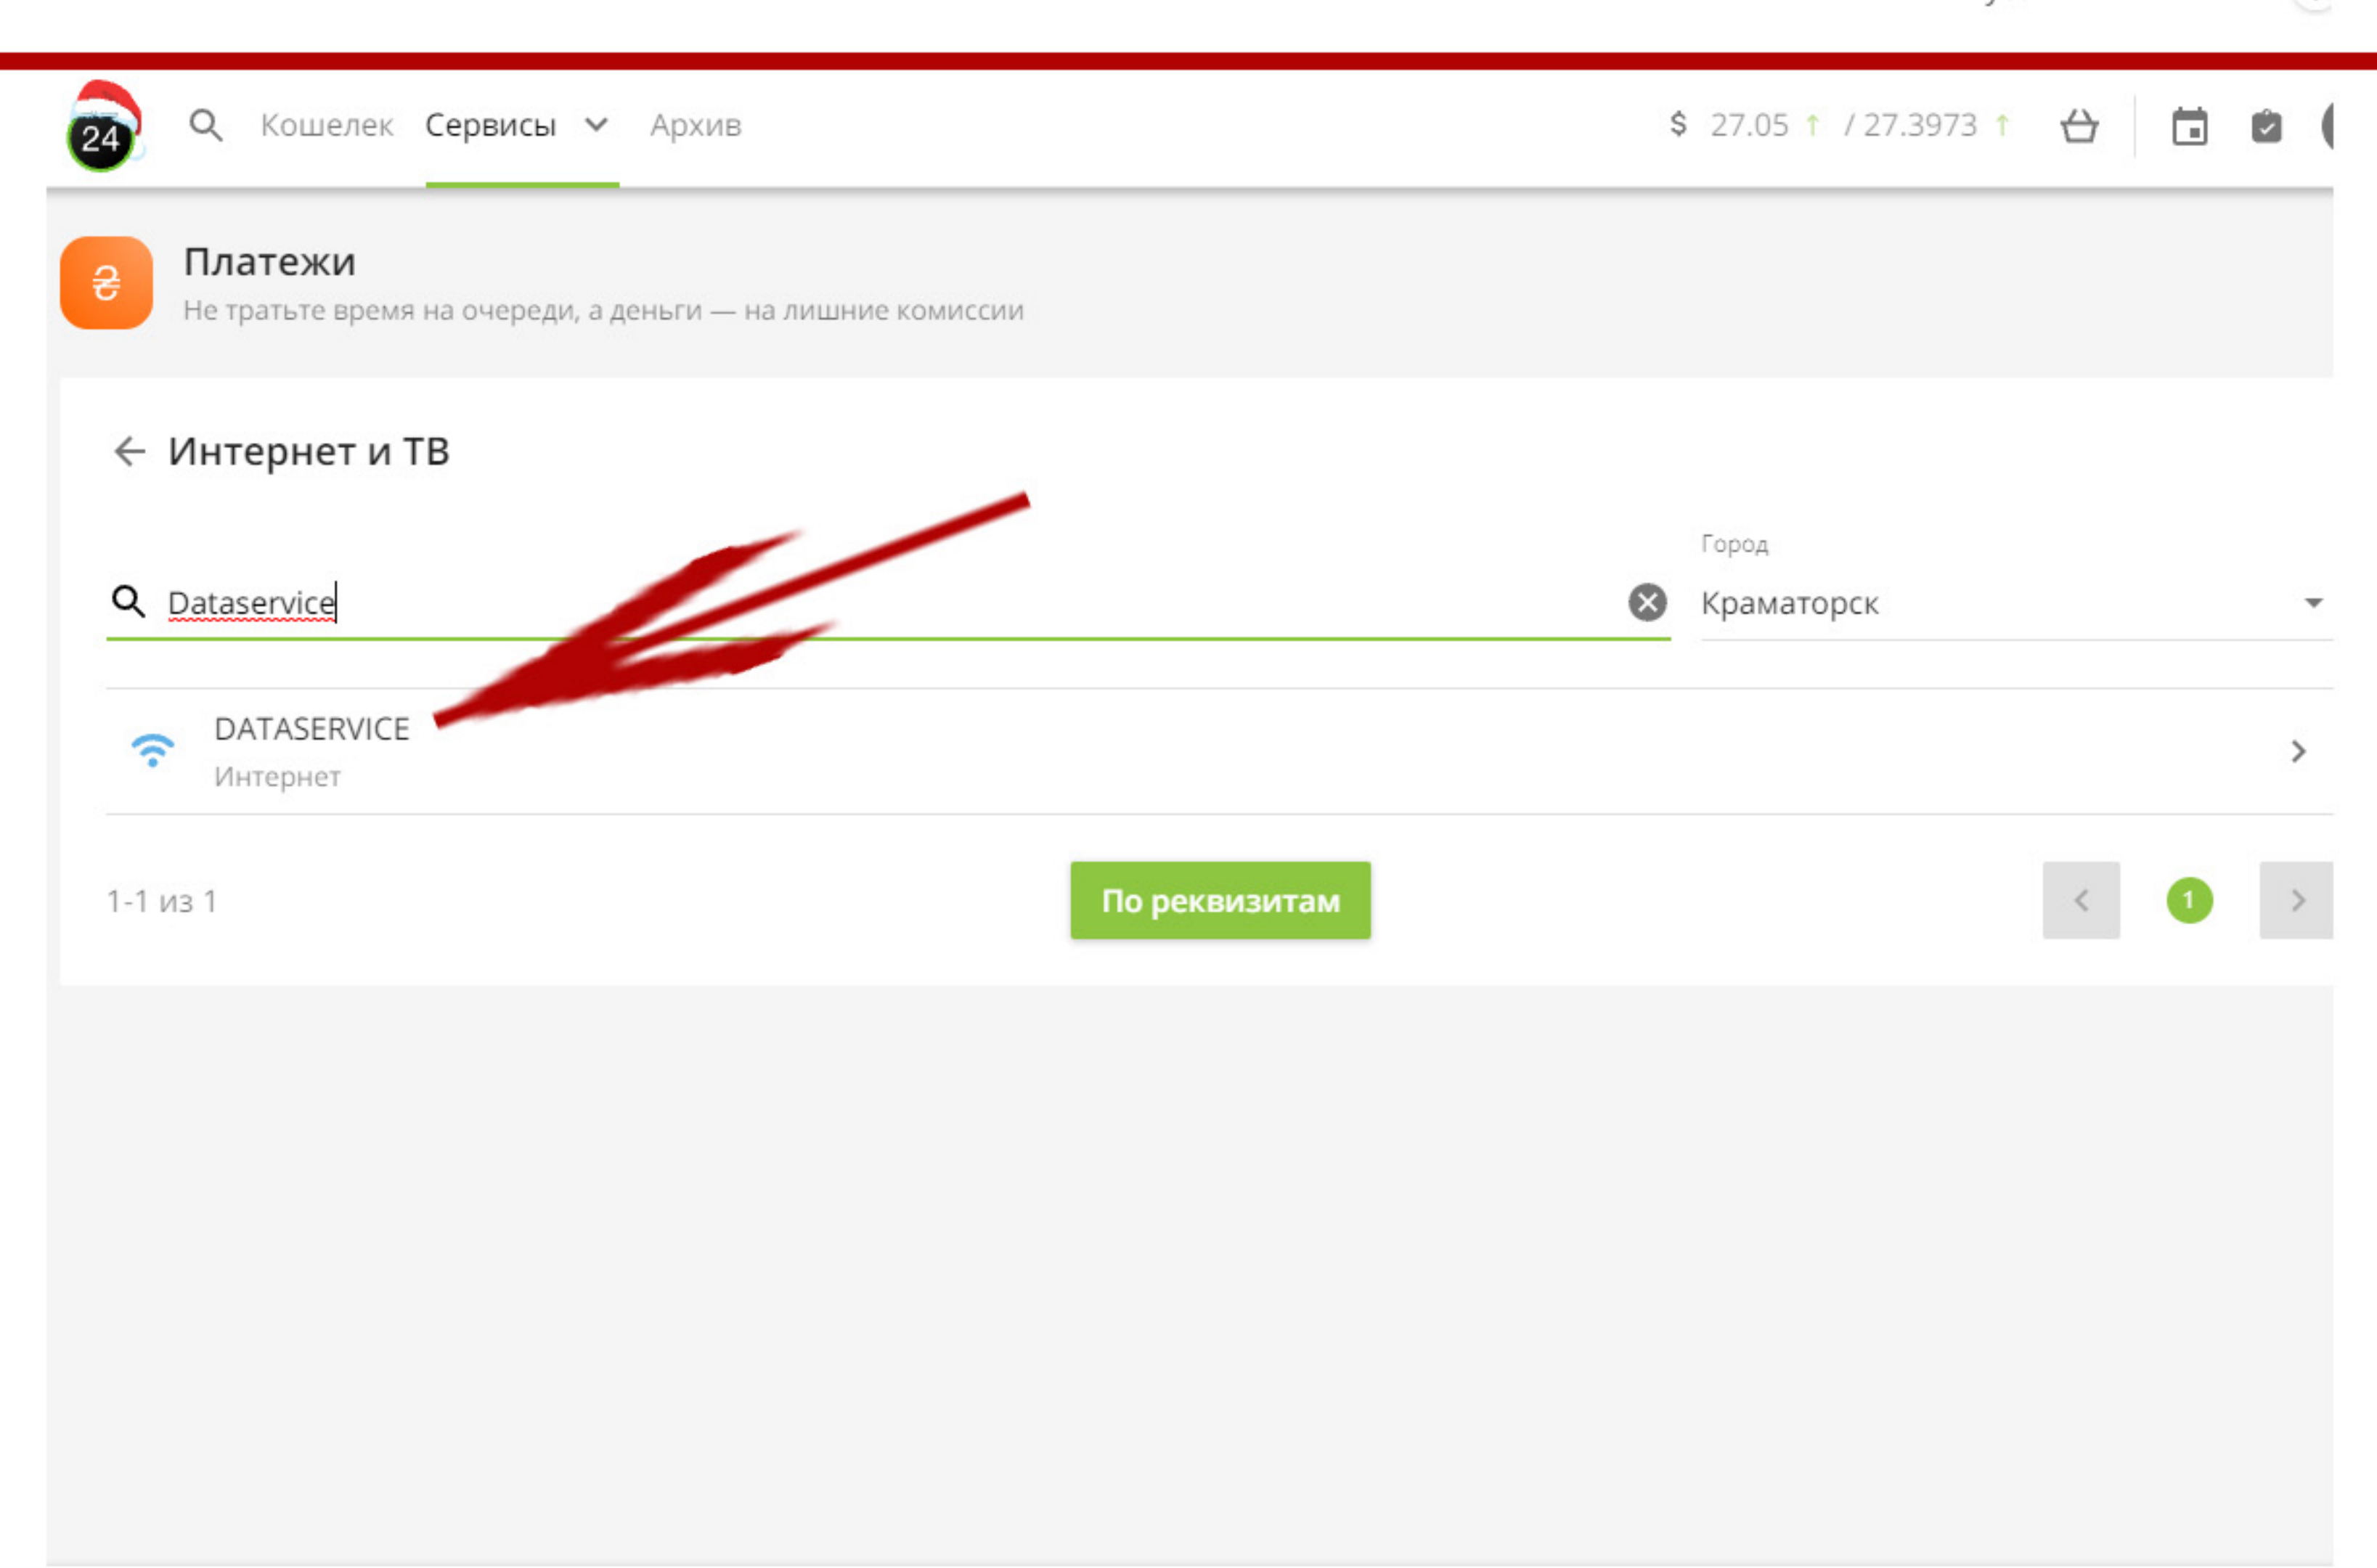 24 Кошелек Сервисы Архив $ 27.05 ↑ / 27.3973 ↑
₴ Платежи
Не тратьте время на очереди, а деньги — на лишние комиссии
← Интернет и ТВ
Город
Dataservice Краматорск
DATASERVICE
Интернет
1-1 из 1 По реквизитам < 1 >